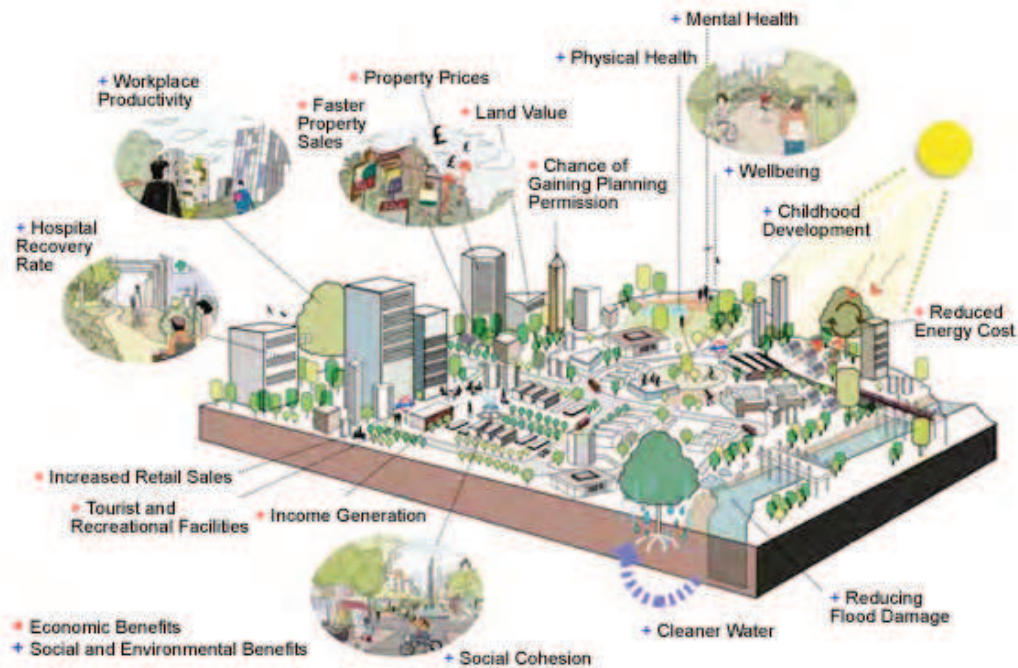 + Mental Health
+ Physical Health
+ Workplace
Productivity
+ Property Prices
+ Faster
Property
Sales
+ Land Value
+ Chance of
Gaining Planning
Permission
+ Wellbeing
+ Childhood
Development
+ Hospital
Recovery
Rate
£
£
£
+ Reduced
Energy Cost
+ Increased Retail Sales
+ Tourist and
Recreational Facilities
+ Income Generation
+ Reducing
Flood Damage
+ Cleaner Water
+ Social Cohesion
+ Economic Benefits
+ Social and Environmental Benefits